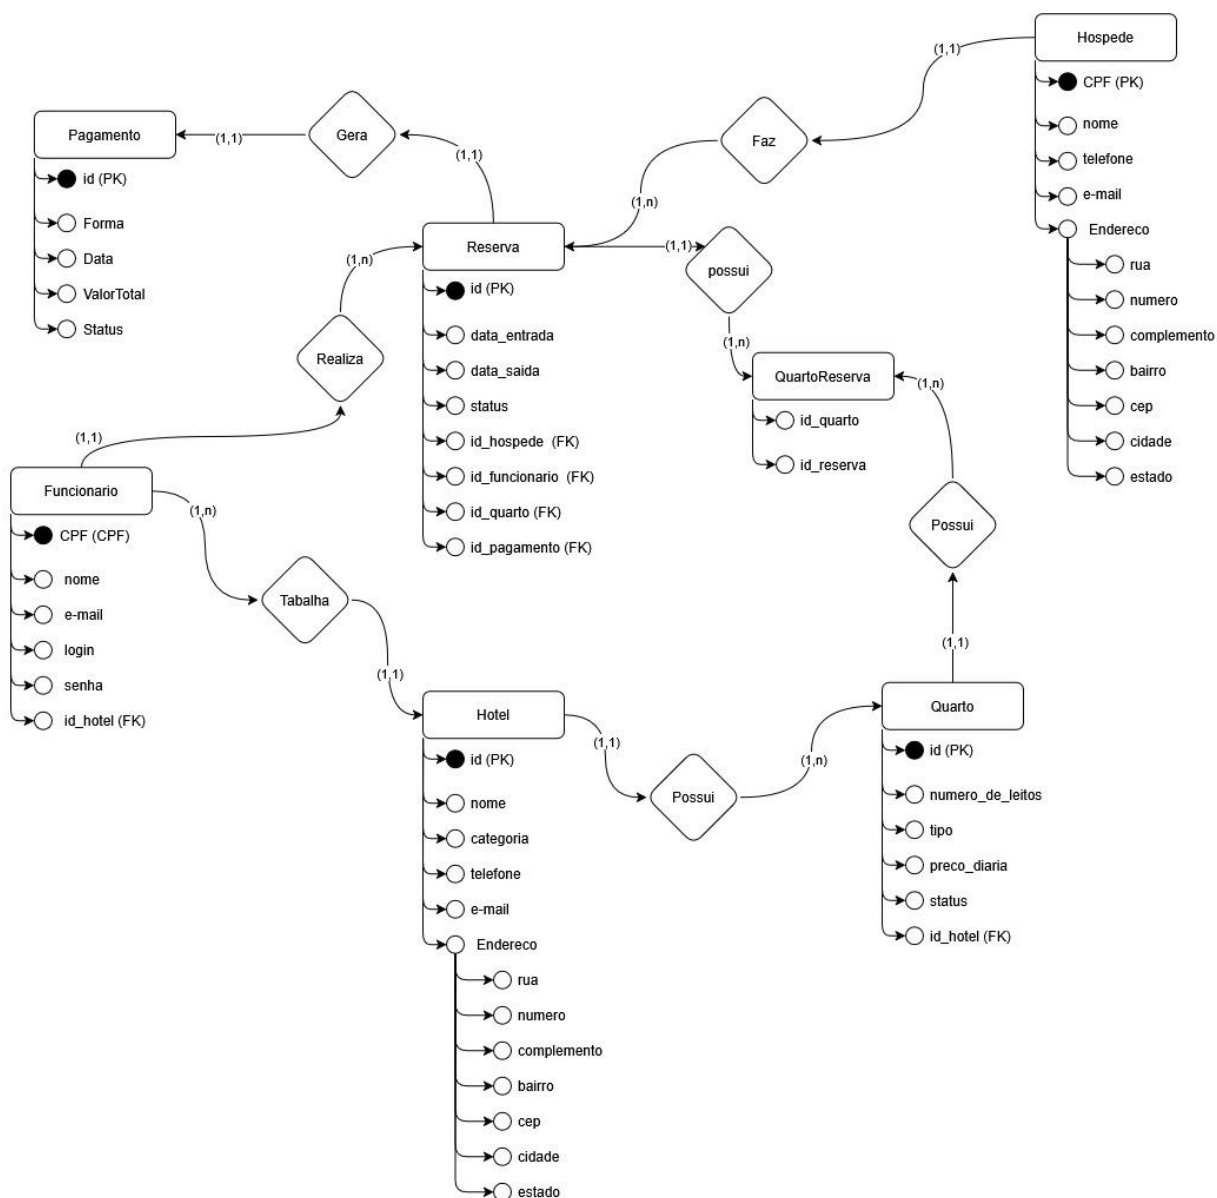 Hospede
(1,1)
CPF (PK)
nome
telefone
e-mail
Endereco
rua
numero
complemento
bairro
cep
cidade
estado
Pagamento
(1,1)
Gera
(1,1)
id (PK)
Forma
Data
ValorTotal
Status
Faz
(1,n)
Reserva
(1,1)
possui
(1,n)
id (PK)
data_entrada
data_saida
status
id_hospede (FK)
id_funcionario (FK)
id_quarto (FK)
id_pagamento (FK)
(1,n)
Realiza
(1,1)
QuartoReserva
(1,n)
id_quarto
id_reserva
Possui
(1,1)
Funcionario
(1,n)
CPF (CPF)
nome
e-mail
login
senha
id_hotel (FK)
Tabalha
(1,1)
Hotel
(1,1)
Possui
(1,n)
id (PK)
nome
categoria
telefone
e-mail
Endereco
rua
numero
complemento
bairro
cep
cidade
estado
Quarto
id (PK)
numero_de_leitos
tipo
preco_diaria
status
id_hotel (FK)